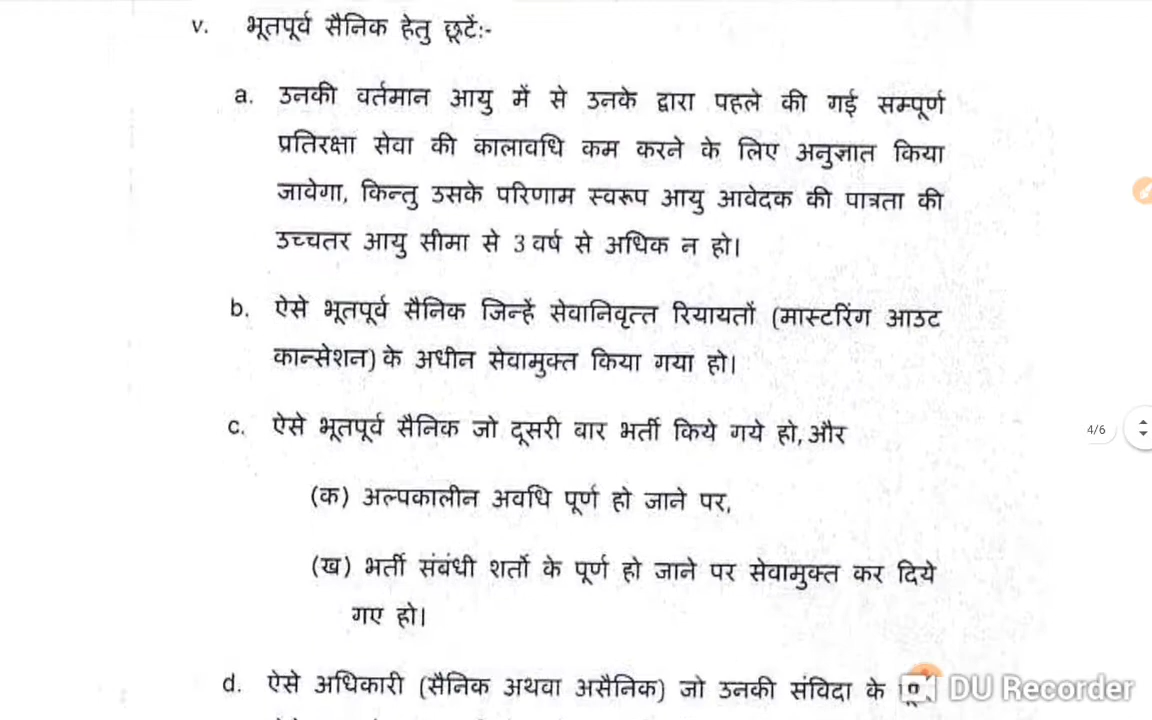 v. भूतपूर्व सैनिक हेतु छूटें:-
a. उनकी वर्तमान आयु में से उनके द्वारा पहले की गई सम्पूर्ण
प्रतिरक्षा सेवा की कालावधि कम करने के लिए अनुज्ञात किया
जावेगा, किन्तु उसके परिणाम स्वरूप आयु आवेदक की पात्रता की
उच्चतर आयु सीमा से 3 वर्ष से अधिक न हो।
b. ऐसे भूतपूर्व सैनिक जिन्हें सेवानिवृत्त रियायतों (मास्टरिंग आउट
कान्सेशन) के अधीन सेवामुक्त किया गया हो।
c. ऐसे भूतपूर्व सैनिक जो दूसरी बार भर्ती किये गये हो, और
4/6
(क) अल्पकालीन अवधि पूर्ण हो जाने पर,
(ख) भर्ती संबंधी शर्तो के पूर्ण हो जाने पर सेवामुक्त कर दिये
गए हो।
d. ऐसे अधिकारी (सैनिक अथवा असैनिक) जो उनकी संविदा के
DU Recorder